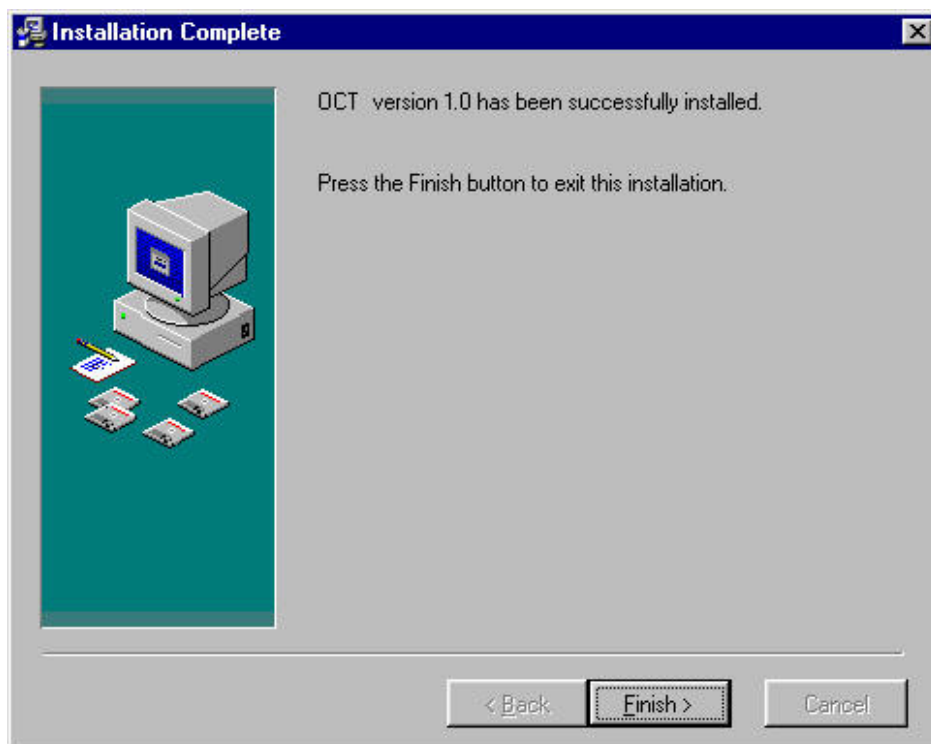 Installation Complete
OCT version 1.0 has been successfully installed.
Press the Finish button to exit this installation.
< Back
Finish >
Cancel